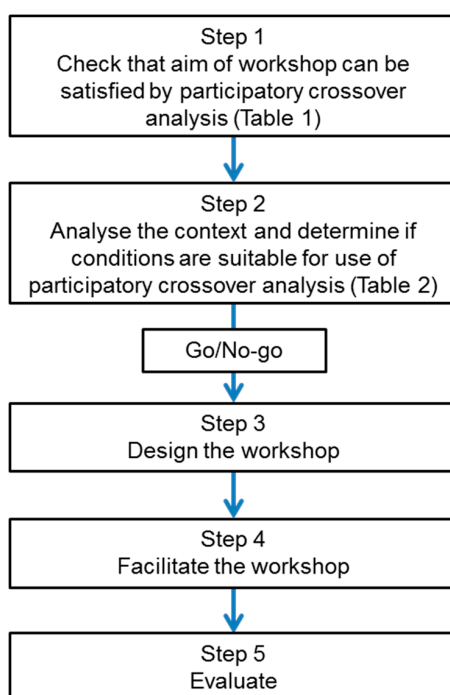 Step 1
Check that aim of workshop can be
satisfied by participatory crossover
analysis (Table 1)
Step 2
Analyse the context and determine if
conditions are suitable for use of
participatory crossover analysis (Table 2)
Go/No-go
Step 3
Design the workshop
Step 4
Facilitate the workshop
Step 5
Evaluate